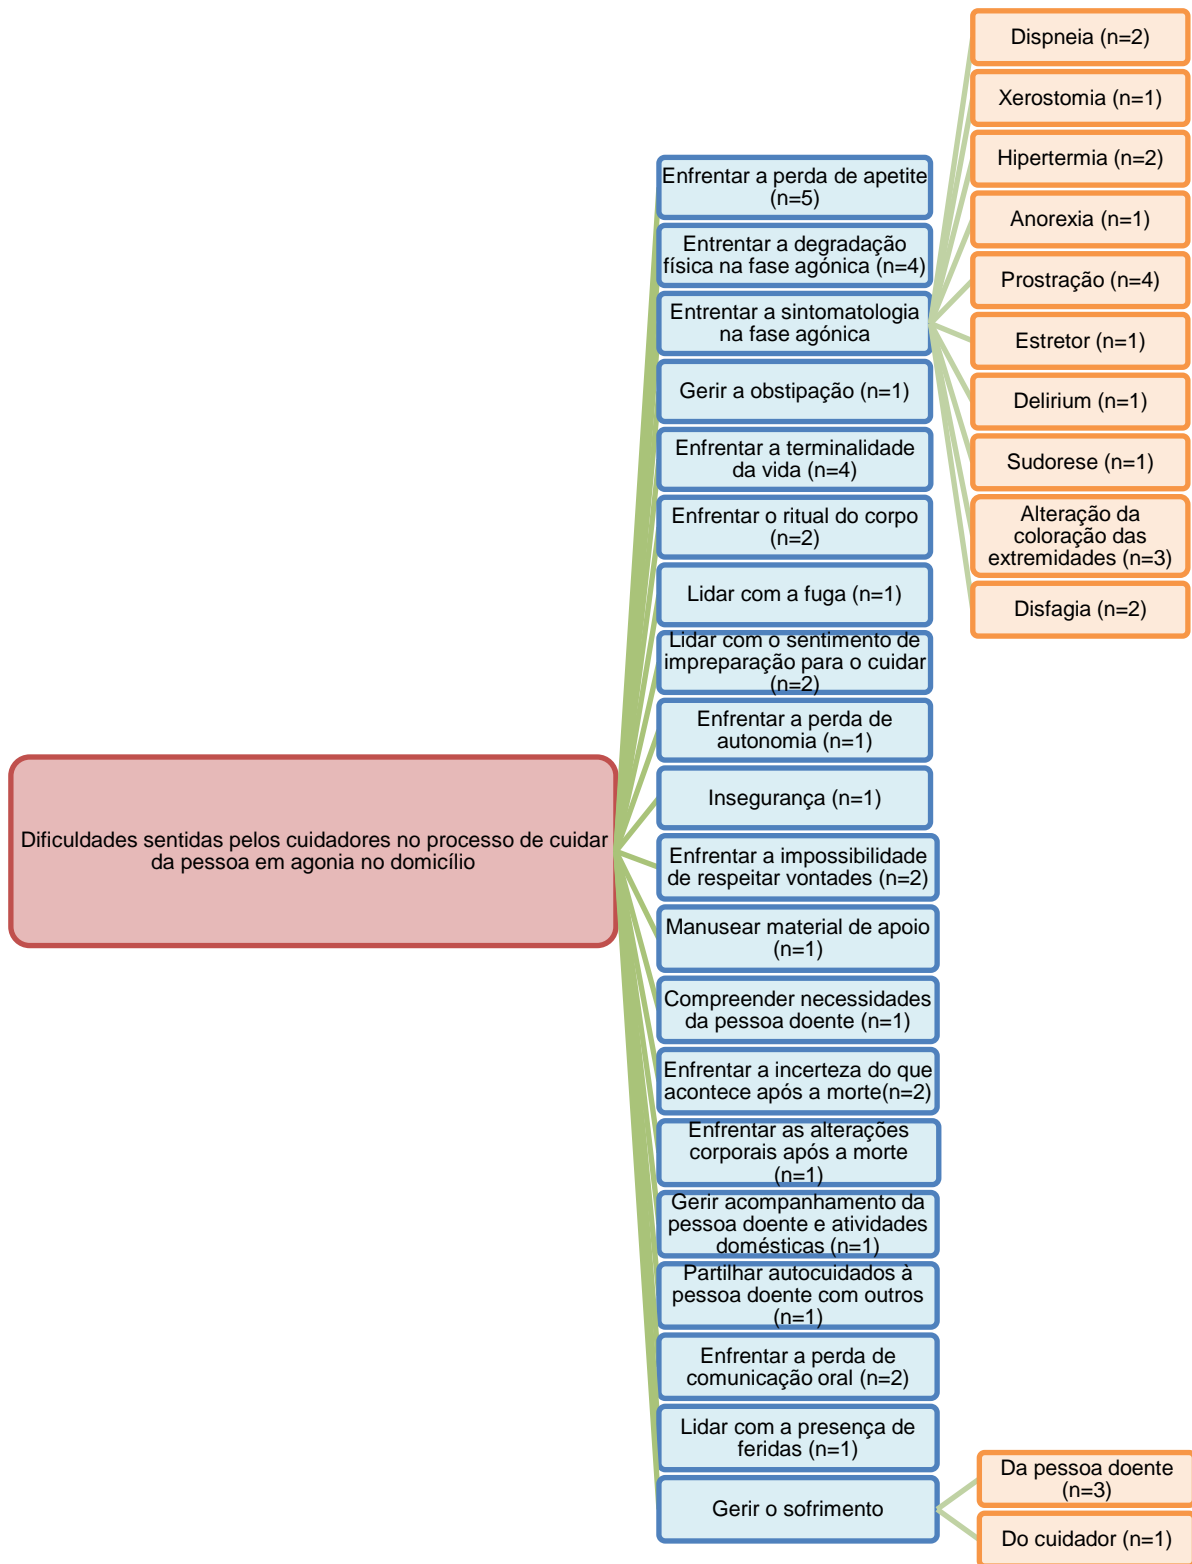 Dificuldades sentidas pelos cuidadores no processo de cuidar
da pessoa em agonia no domicílio
Enfrentar a perda de apetite
(n=5)
Entrentar a degradação
física na fase agónica (n=4)
Entrentar a sintomatologia
na fase agónica
Dispneia (n=2)
Xerostomia (n=1)
Hipertermia (n=2)
Anorexia (n=1)
Prostração (n=4)
Estretor (n=1)
Delirium (n=1)
Sudorese (n=1)
Alteração da
coloração das
extremidades (n=3)
Disfagia (n=2)
Gerir a obstipação (n=1)
Enfrentar a terminalidade
da vida (n=4)
Enfrentar o ritual do corpo
(n=2)
Lidar com a fuga (n=1)
Lidar com o sentimento de
impreparação para o cuidar
(n=2)
Enfrentar a perda de
autonomia (n=1)
Insegurança (n=1)
Enfrentar a impossibilidade
de respeitar vontades (n=2)
Manusear material de apoio
(n=1)
Compreender necessidades
da pessoa doente (n=1)
Enfrentar a incerteza do que
acontece após a morte(n=2)
Enfrentar as alterações
corporais após a morte
(n=1)
Gerir acompanhamento da
pessoa doente e atividades
domésticas (n=1)
Partilhar autocuidados à
pessoa doente com outros
(n=1)
Enfrentar a perda de
comunicação oral (n=2)
Lidar com a presença de
feridas (n=1)
Gerir o sofrimento
Da pessoa doente
(n=3)
Do cuidador (n=1)